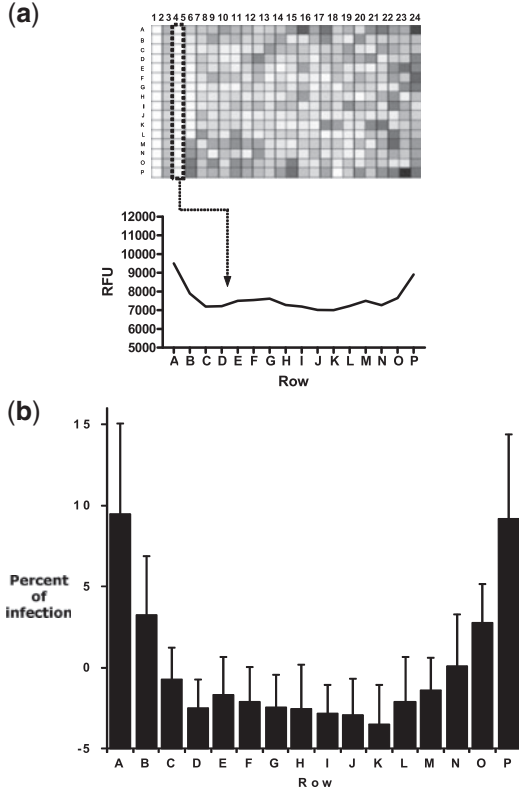 (a)
1 2 3 4 5 6 7 8 9 10 11 12 13 14 15 16 17 18 19 20 21 22 23 24
A
B
C
D
E
F
G
H
I
J
K
L
M
N
O
P
12000
11000
10000
9000
8000
7000
6000
5000
RFU
A B C D E F G H I J K L M N O P
Row
(b)
15
10
5
0
-5
Percent
of
infection
A B C D E F G H I J K L M N O P
Row